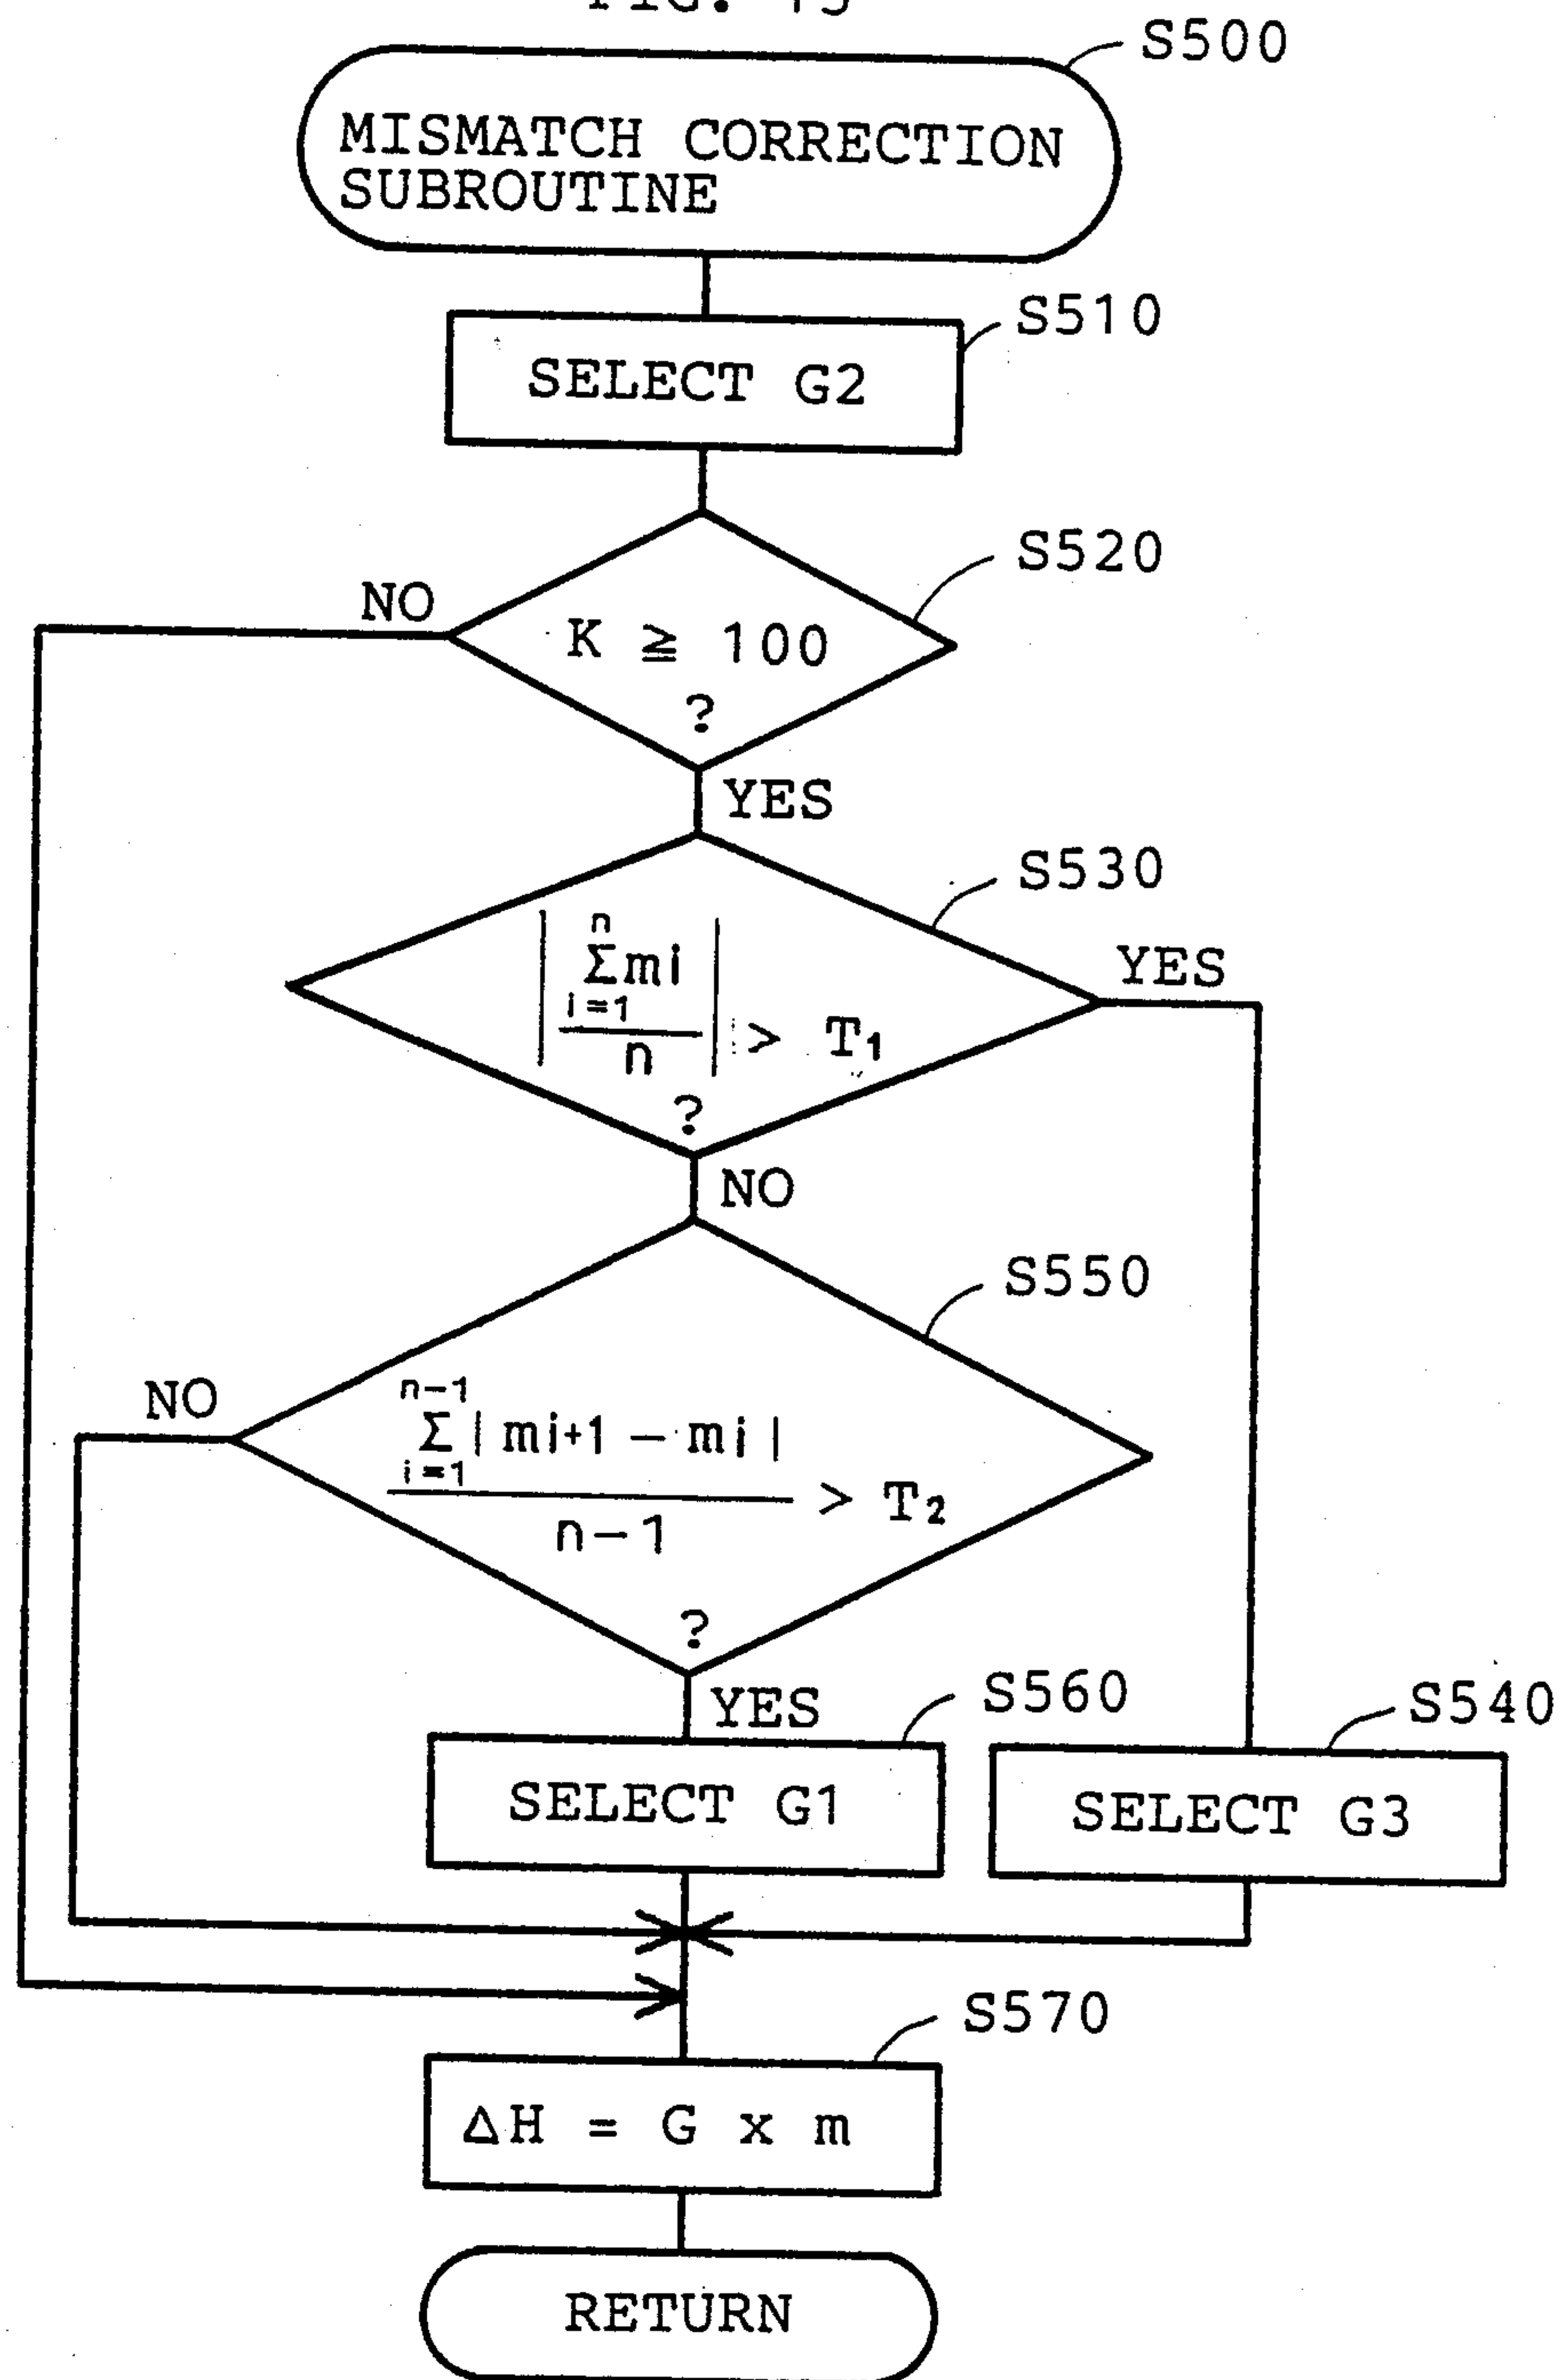 S500
MISMATCH CORRECTION
SUBROUTINE
S510
SELECT G2
S520
NO
K ≧ 100
?
YES
S530
| n
Σ mi
i=1
n | > T1
YES
?
NO
S550
NO
n-1
Σ | mi+1 - mi |
i=1
n-1 > T2
?
YES
S560
S540
SELECT G1
SELECT G3
S570
ΔH = G x m
RETURN